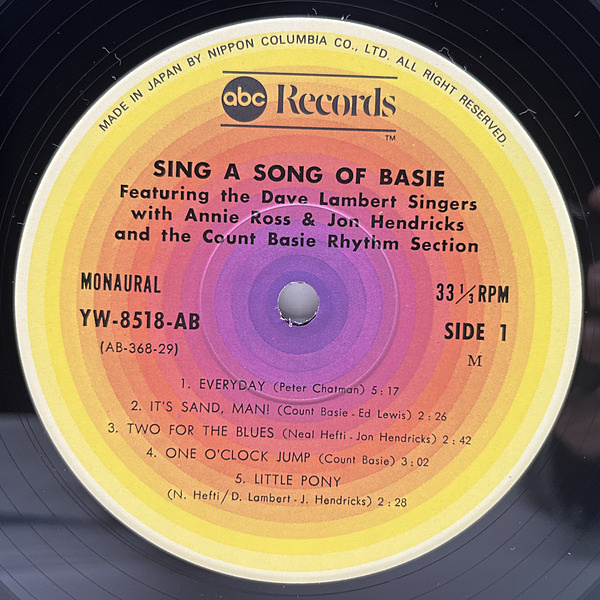 MADE IN JAPAN BY NIPPON COLUMBIA CO., LTD. ALL RIGHT RESERVED.
abc Records
TM
SING A SONG OF BASIE
Featuring the Dave Lambert Singers
with Annie Ross & Jon Hendricks
and the Count Basie Rhythm Section
MONAURAL
33 1/3 RPM
YW-8518-AB
SIDE 1
(AB-368-29)
M
1. EVERYDAY (Peter Chatman) 5:17
2. IT'S SAND, MAN! (Count Basie - Ed Lewis) 2:26
3. TWO FOR THE BLUES (Neal Hefti - Jon Hendricks) 2:42
4. ONE O'CLOCK JUMP (Count Basie) 3:02
5. LITTLE PONY
(N. Hefti / D. Lambert - J. Hendricks) 2:28